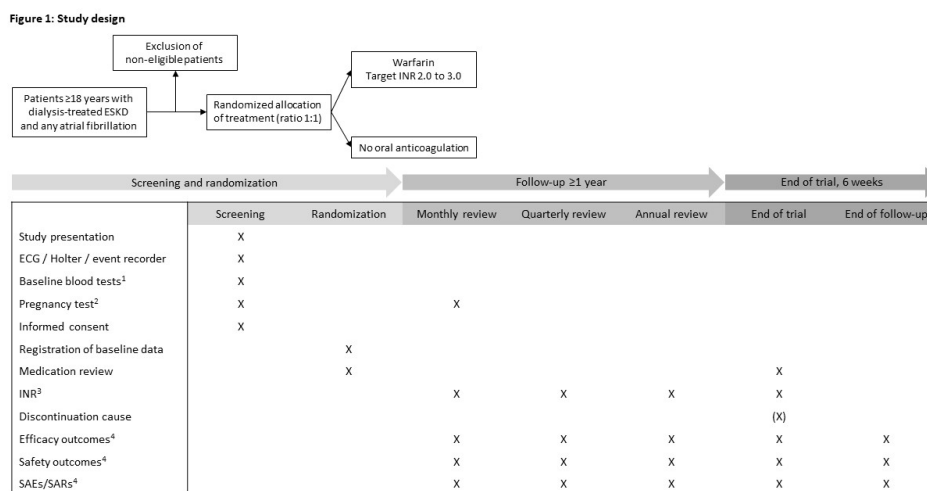 Figure 1: Study design
Exclusion of
non-eligible patients
Warfarin
Target INR 2.0 to 3.0
Patients ≥18 years with
dialysis-treated ESKD
and any atrial fibrillation
Randomized allocation
of treatment (ratio 1:1)
No oral anticoagulation
Screening and randomization Follow-up ≥1 year End of trial, 6 weeks
Screening Randomization Monthly review Quarterly review Annual review End of trial End of follow-up
Study presentation X
ECG / Holter / event recorder X
Baseline blood tests¹ X
Pregnancy test² X X
Informed consent X
Registration of baseline data X
Medication review X X
INR³ X X X X
Discontinuation cause (X)
Efficacy outcomes⁴ X X X X X
Safety outcomes⁴ X X X X X
SAEs/SARs⁴ X X X X X